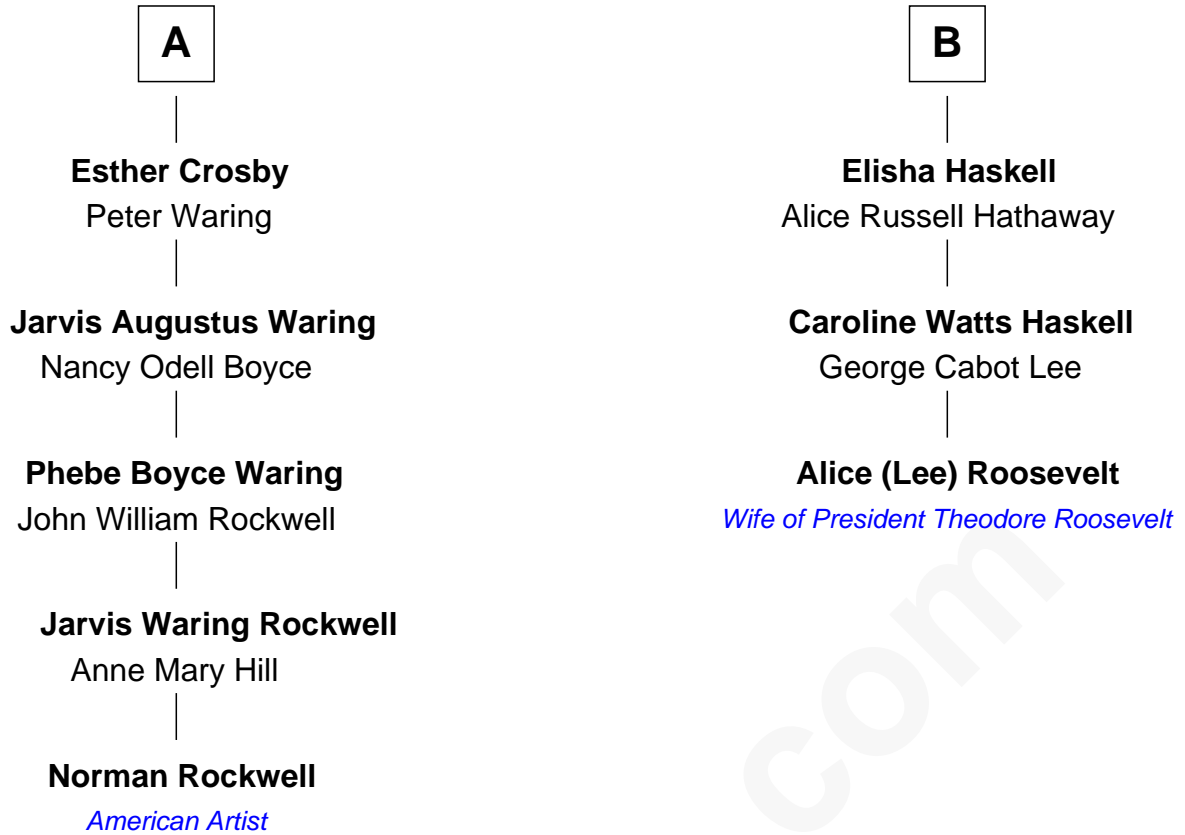 A
Esther Crosby
Peter Waring
Jarvis Augustus Waring
Nancy Odell Boyce
Phebe Boyce Waring
John William Rockwell
Jarvis Waring Rockwell
Anne Mary Hill
Norman Rockwell
American Artist
B
Elisha Haskell
Alice Russell Hathaway
Caroline Watts Haskell
George Cabot Lee
Alice (Lee) Roosevelt
Wife of President Theodore Roosevelt
com